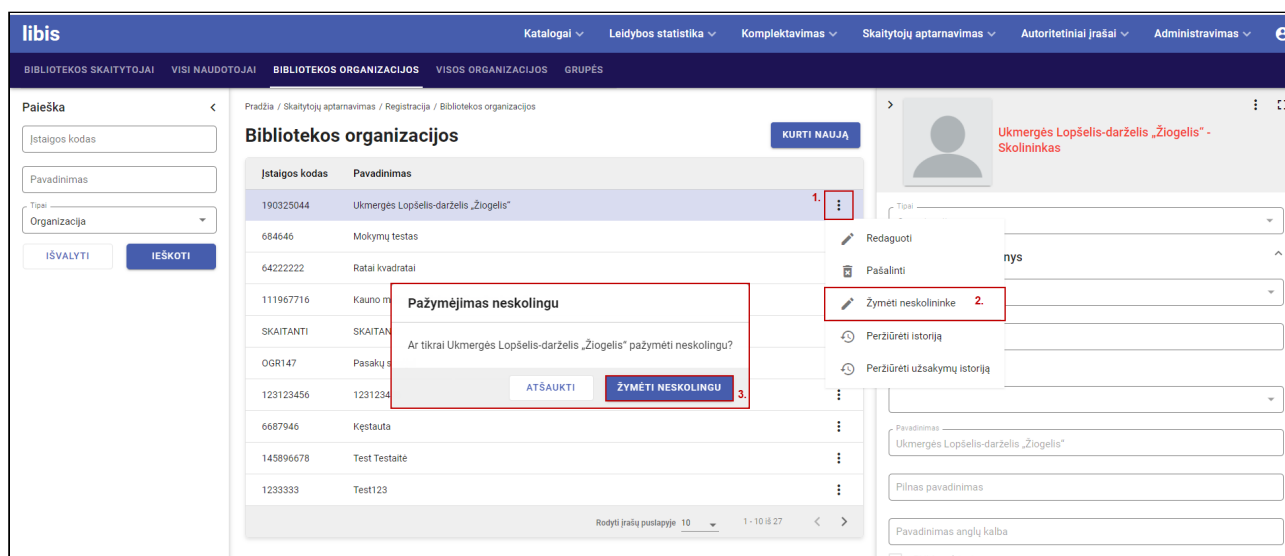 libis
Katalogai
Leidybos statistika
Komplektavimas
Skaitytojų aptarnavimas
Autoritetiniai įrašai
Administravimas
BIBLIOTEKOS SKAITYTOJAI
VISI NAUDOTOJAI
BIBLIOTEKOS ORGANIZACIJOS
VISOS ORGANIZACIJOS
GRUPĖS
Paieška
Įstaigos kodas
Pavadinimas
Tipai
Organizacija
IŠVALYTI
IEŠKOTI
Pradžia / Skaitytojų aptarnavimas / Registracija / Bibliotekos organizacijos
Bibliotekos organizacijos
KURTI NAUJĄ
Įstaigos kodas Pavadinimas
190325044 Ukmergės Lopšelis-darželis „Žiogelis“ 1.
684646 Mokymų testas
64222222 Ratai kvadratai
111967716 Kauno m
SKAITANTI SKAITAN
OGR147 Pasakų s
123123456 1231234
6687946 Kęstauta
145896678 Test Testaitė
1233333 Test123
Rodyti įrašų puslapyje 10 1 - 10 iš 27
Redaguoti
Pašalinti
Žymėti neskolininke 2.
Peržiūrėti istoriją
Peržiūrėti užsakymų istoriją
Pažymėjimas neskolingu
Ar tikrai Ukmergės Lopšelis-darželis „Žiogelis“ pažymėti neskolingu?
ATŠAUKTI
ŽYMĖTI NESKOLINGU 3.
Ukmergės Lopšelis-darželis „Žiogelis“ -
Skolininkas
Tipai
nys
Pavadinimas
Ukmergės Lopšelis-darželis „Žiogelis“
Pilnas pavadinimas
Pavadinimas anglų kalba